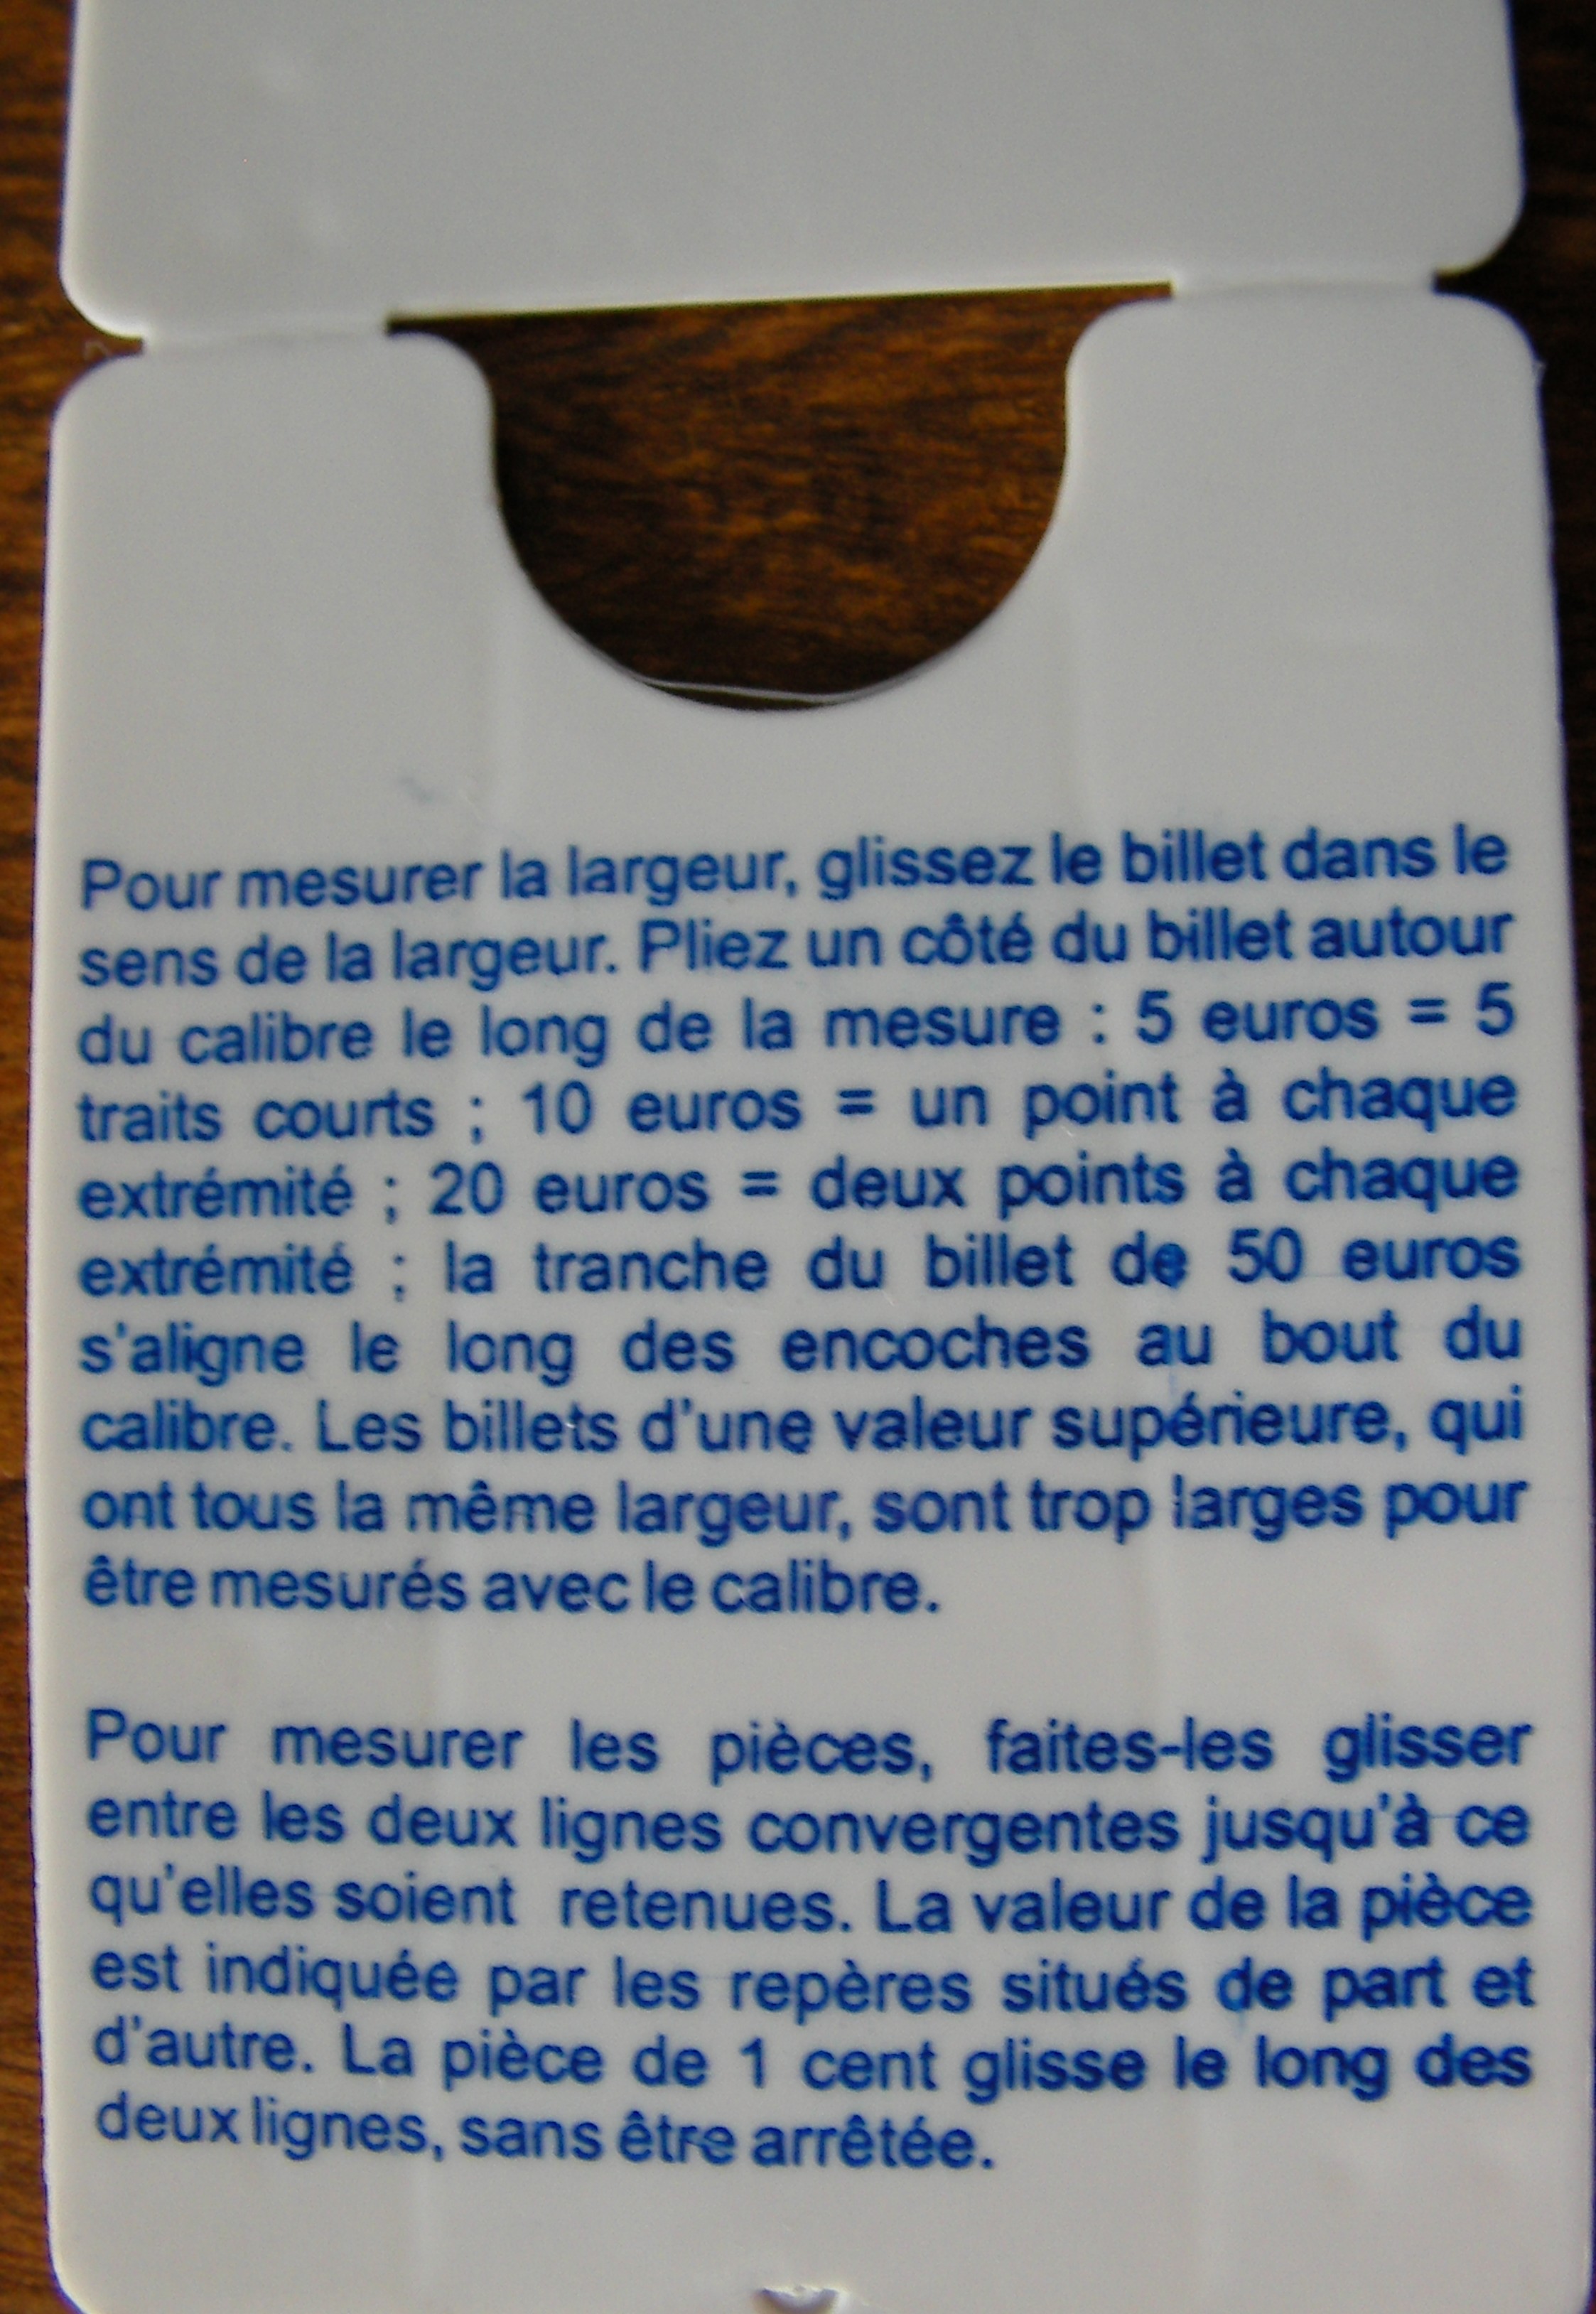 Pour mesurer la largeur, glissez le billet dans le
sens de la largeur. Pliez un côté du billet autour
du calibre le long de la mesure : 5 euros = 5
traits courts ; 10 euros = un point à chaque
extrémité ; 20 euros = deux points à chaque
extrémité ; la tranche du billet de 50 euros
s'aligne le long des encoches au bout du
calibre. Les billets d'une valeur supérieure, qui
ont tous la même largeur, sont trop larges pour
être mesurés avec le calibre.
Pour mesurer les pièces, faites-les glisser
entre les deux lignes convergentes jusqu'à ce
qu'elles soient retenues. La valeur de la pièce
est indiquée par les repères situés de part et
d'autre. La pièce de 1 cent glisse le long des
deux lignes, sans être arrêtée.